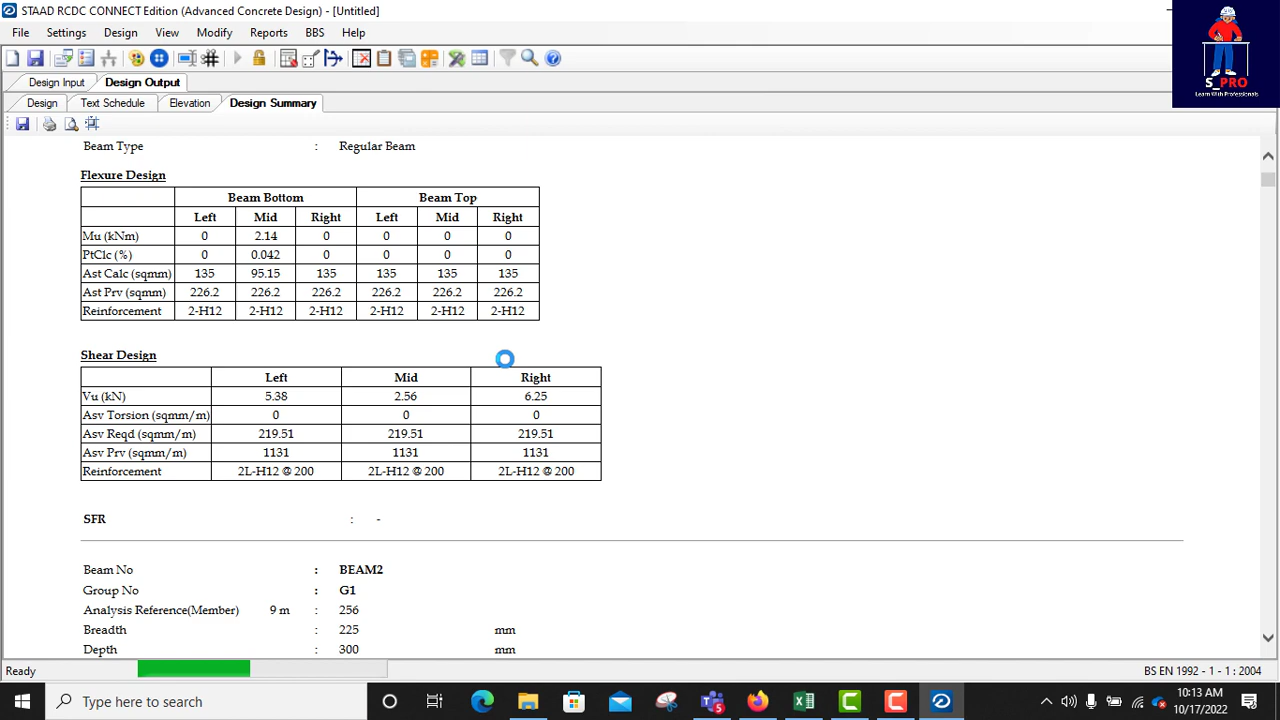 STAAD RCDC CONNECT Edition (Advanced Concrete Design) - [Untitled]
File Settings Design View Modify Reports BBS Help
Design Input Design Output
Design Text Schedule Elevation Design Summary
S_PRO
Learn With Professionals
Beam Type : Regular Beam
Flexure Design
Beam Bottom Beam Top
Left Mid Right Left Mid Right
Mu (kNm) 0 2.14 0 0 0 0
PtClc (%) 0 0.042 0 0 0 0
Ast Calc (sqmm) 135 95.15 135 135 135 135
Ast Prv (sqmm) 226.2 226.2 226.2 226.2 226.2 226.2
Reinforcement 2-H12 2-H12 2-H12 2-H12 2-H12 2-H12
Shear Design
Left Mid Right
Vu (kN) 5.38 2.56 6.25
Asv Torsion (sqmm/m) 0 0 0
Asv Reqd (sqmm/m) 219.51 219.51 219.51
Asv Prv (sqmm/m) 1131 1131 1131
Reinforcement 2L-H12 @ 200 2L-H12 @ 200 2L-H12 @ 200
SFR : -
Beam No : BEAM2
Group No : G1
Analysis Reference(Member) 9 m : 256
Breadth : 225 mm
Depth : 300 mm
Ready BS EN 1992 - 1 - 1 : 2004
Type here to search
10:13 AM
10/17/2022